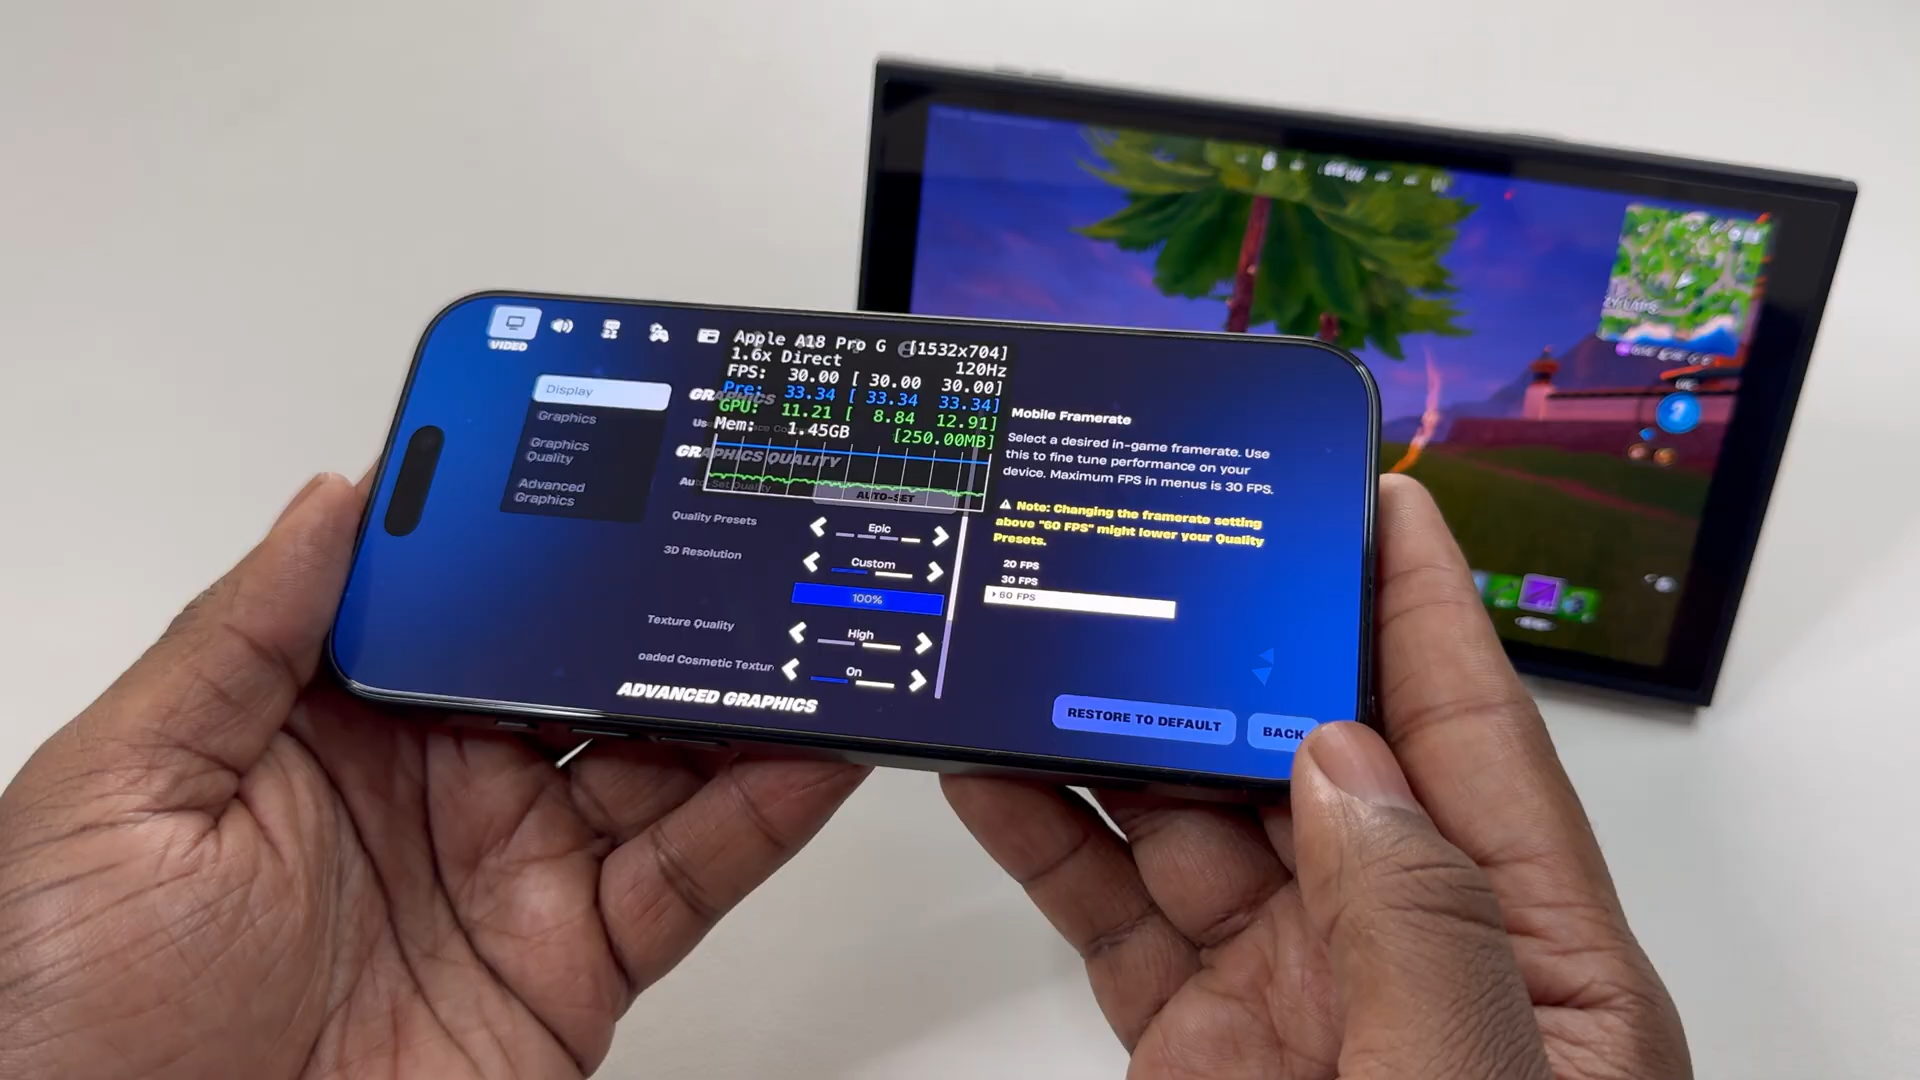 VIDEO
Display
Graphics
Graphics
Quality
Advanced
Graphics
Apple A18 Pro G [1532x704]
1.6x Direct 120Hz
FPS: 30.00 [ 30.00 30.00]
Pre: 33.34 [ 33.34 33.34]
GPU: 11.21 [ 8.84 12.91]
Mem: 1.45GB [250.00MB]
GRAPHICS
GRAPHICS QUALITY
Auto-Set Quality AUTO-SET
Quality Presets Epic
3D Resolution Custom
100%
Texture Quality High
oaded Cosmetic Textur On
ADVANCED GRAPHICS
Mobile Framerate
Select a desired in-game framerate. Use
this to fine tune performance on your
device. Maximum FPS in menus is 30 FPS.
Note: Changing the framerate setting
above "60 FPS" might lower your Quality
Presets.
20 FPS
30 FPS
60 FPS
RESTORE TO DEFAULT
BACK